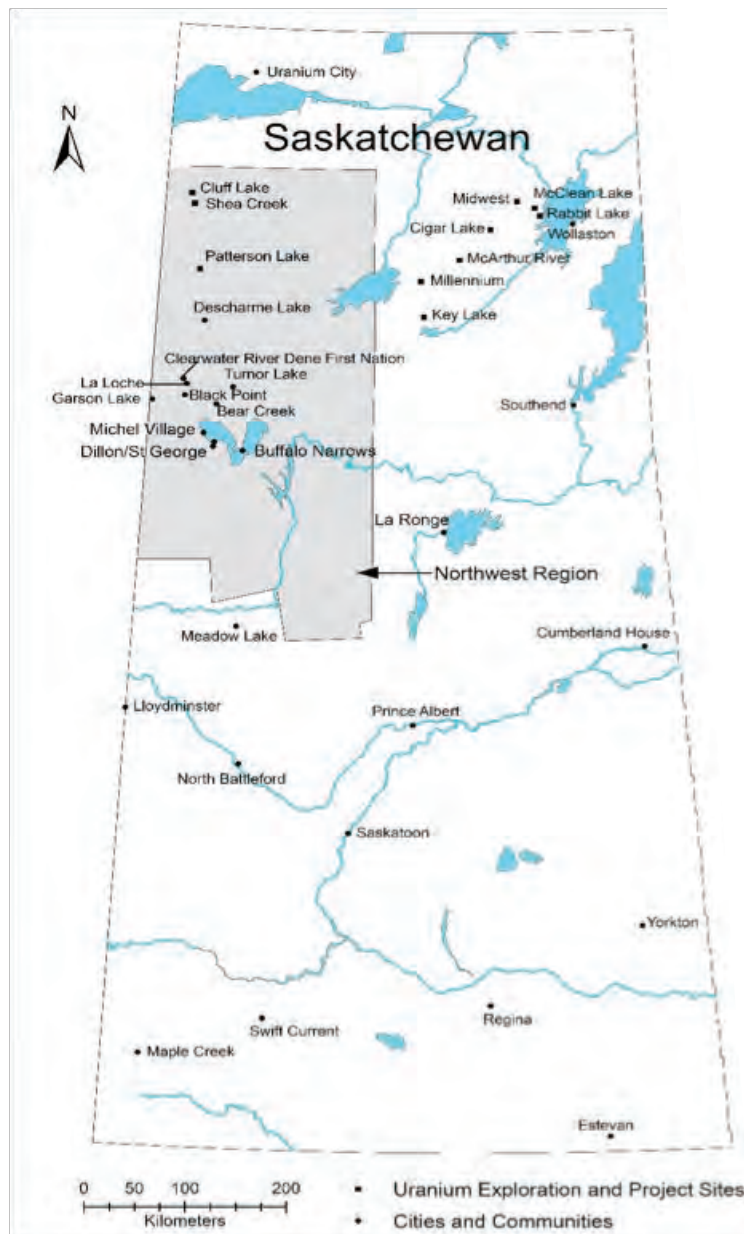 Uranium City
N
Saskatchewan
Cluff Lake
Shea Creek
Midwest
McClean Lake
Rabbit Lake
Cigar Lake
Wollaston
Patterson Lake
McArthur River
Millennium
Descharme Lake
Key Lake
Clearwater River Dene First Nation
La Loche
Turnor Lake
Garson Lake
Black Point
Bear Creek
Southend
Michel Village
Dillon/St George
Buffalo Narrows
La Ronge
Northwest Region
Meadow Lake
Cumberland House
Lloydminster
Prince Albert
North Battleford
Saskatoon
Yorkton
Swift Current
Regina
Maple Creek
Estevan
0 50 100 200
Kilometers
Uranium Exploration and Project Sites
Cities and Communities